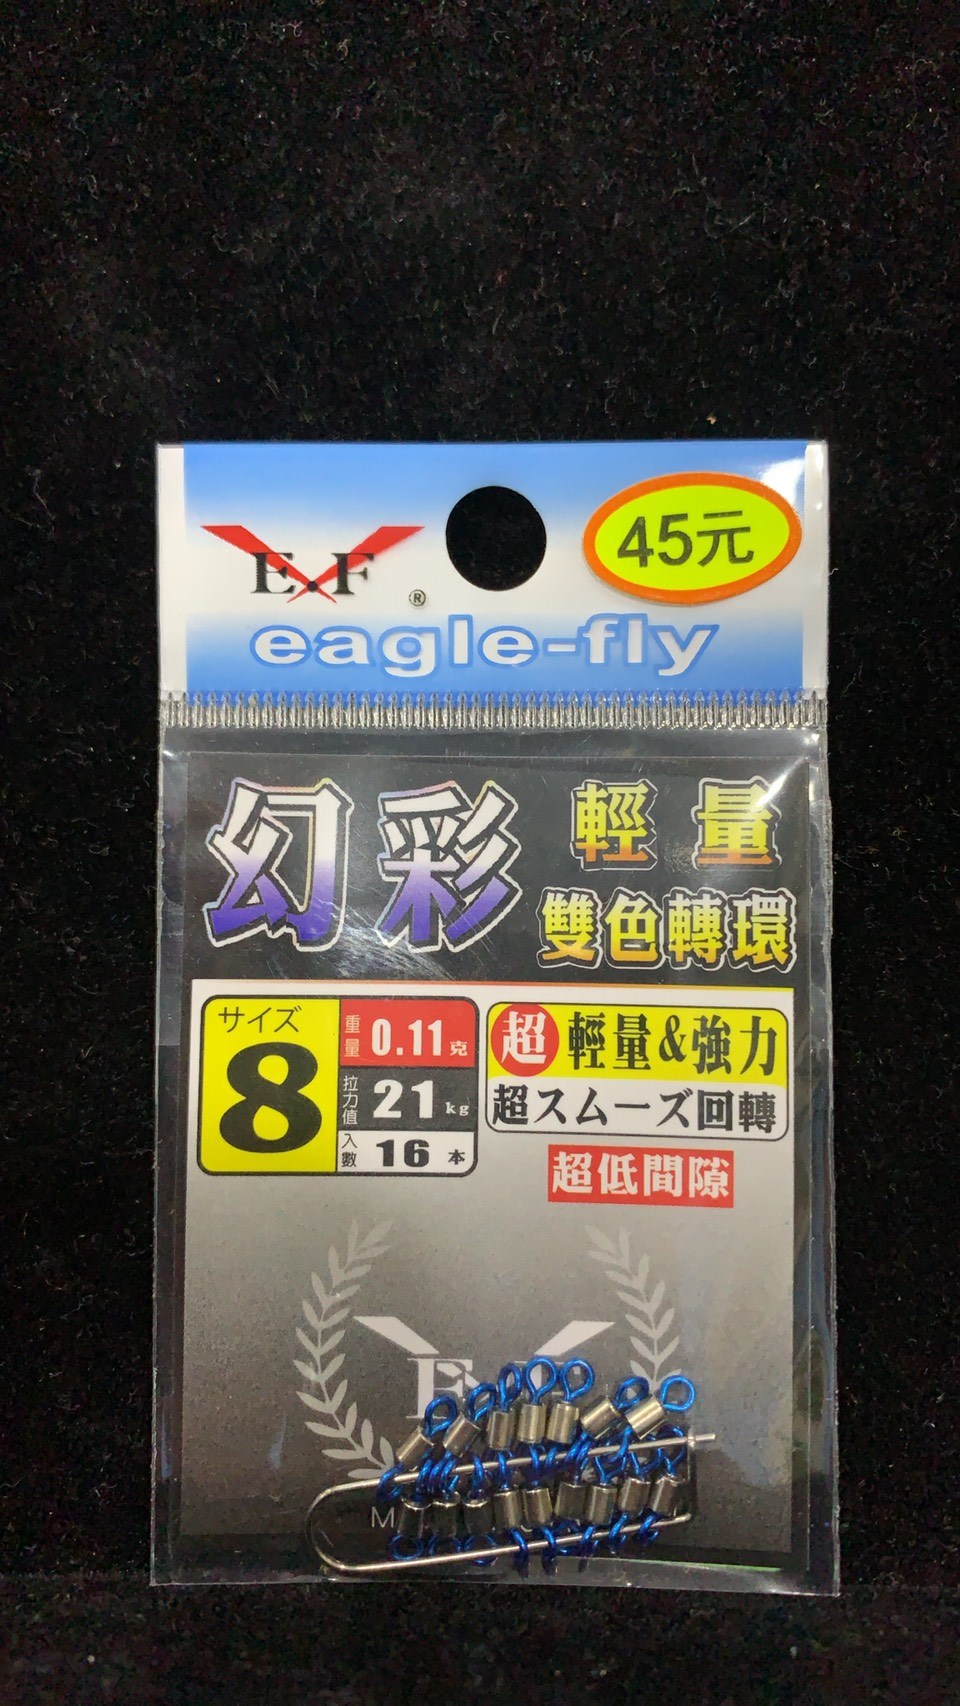 45元
E.F ®
eagle-fly
幻彩
輕量
雙色轉環
サイズ
8
重量 0.11克
拉力值 21kg
入數 16本
超輕量&強力
超スムーズ回轉
超低間隙